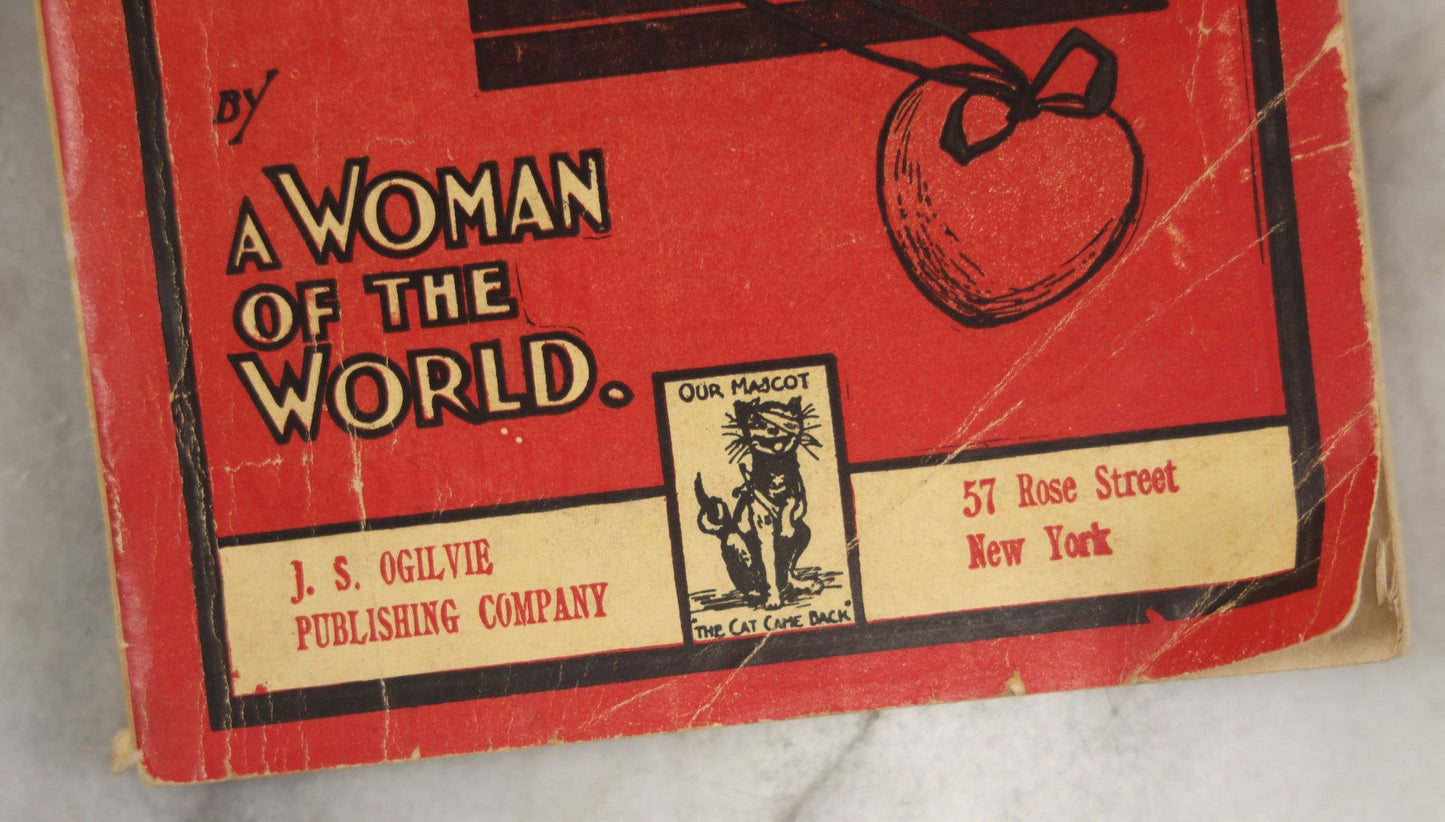 BY
A WOMAN
OF THE
WORLD.
OUR MASCOT
"THE CAT CAME BACK"
J. S. OGILVIE
PUBLISHING COMPANY
57 Rose Street
New York